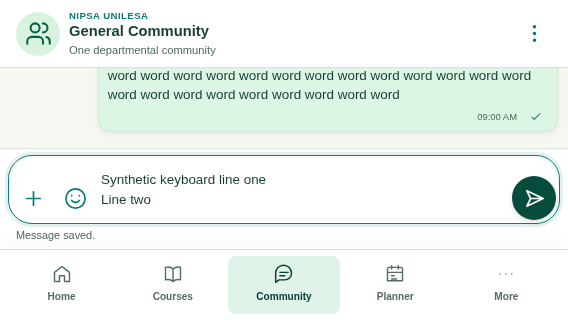 NIPSA UNILESA
General Community
One departmental community
word word word word word word word word word word word word word
word word word word word word word word word
09:00 AM
Synthetic keyboard line one
Line two
Message saved.
Home
Courses
Community
Planner
More